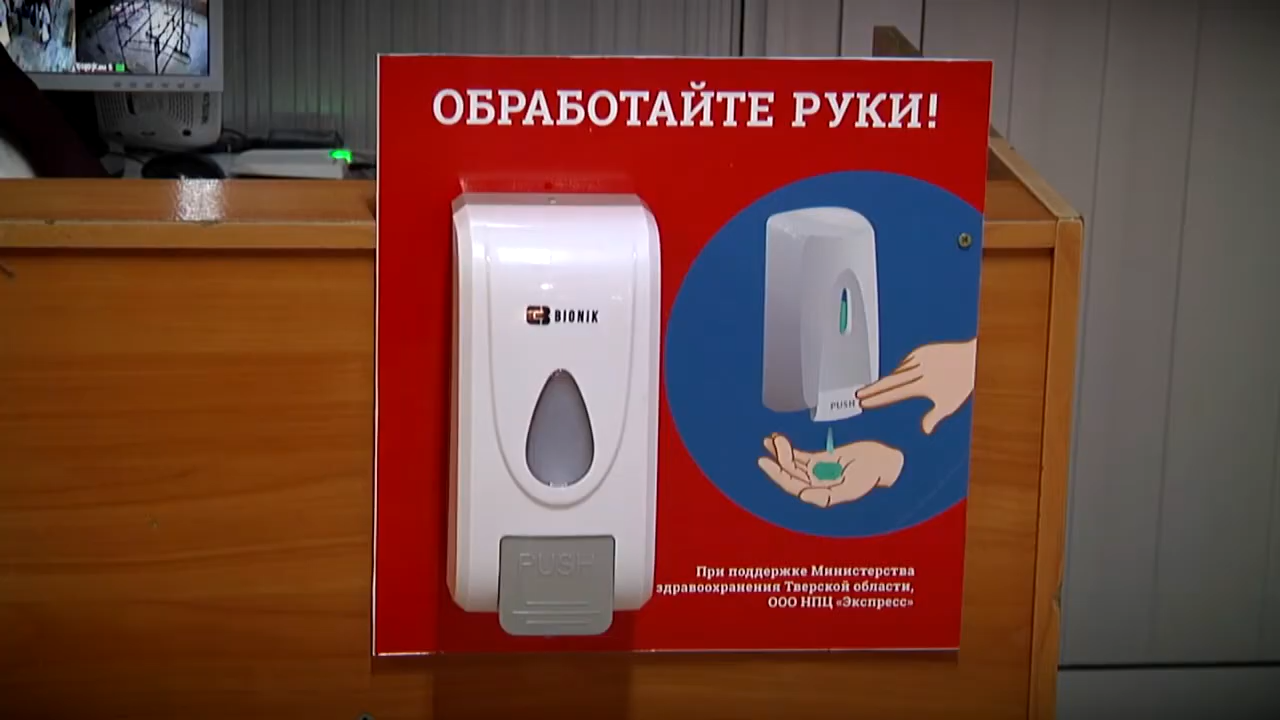 ОБРАБОТАЙТЕ РУКИ!
BIONIK
PUSH
PUSH
При поддержке Министерства
здравоохранения Тверской области,
ООО НПЦ «Экспресс»